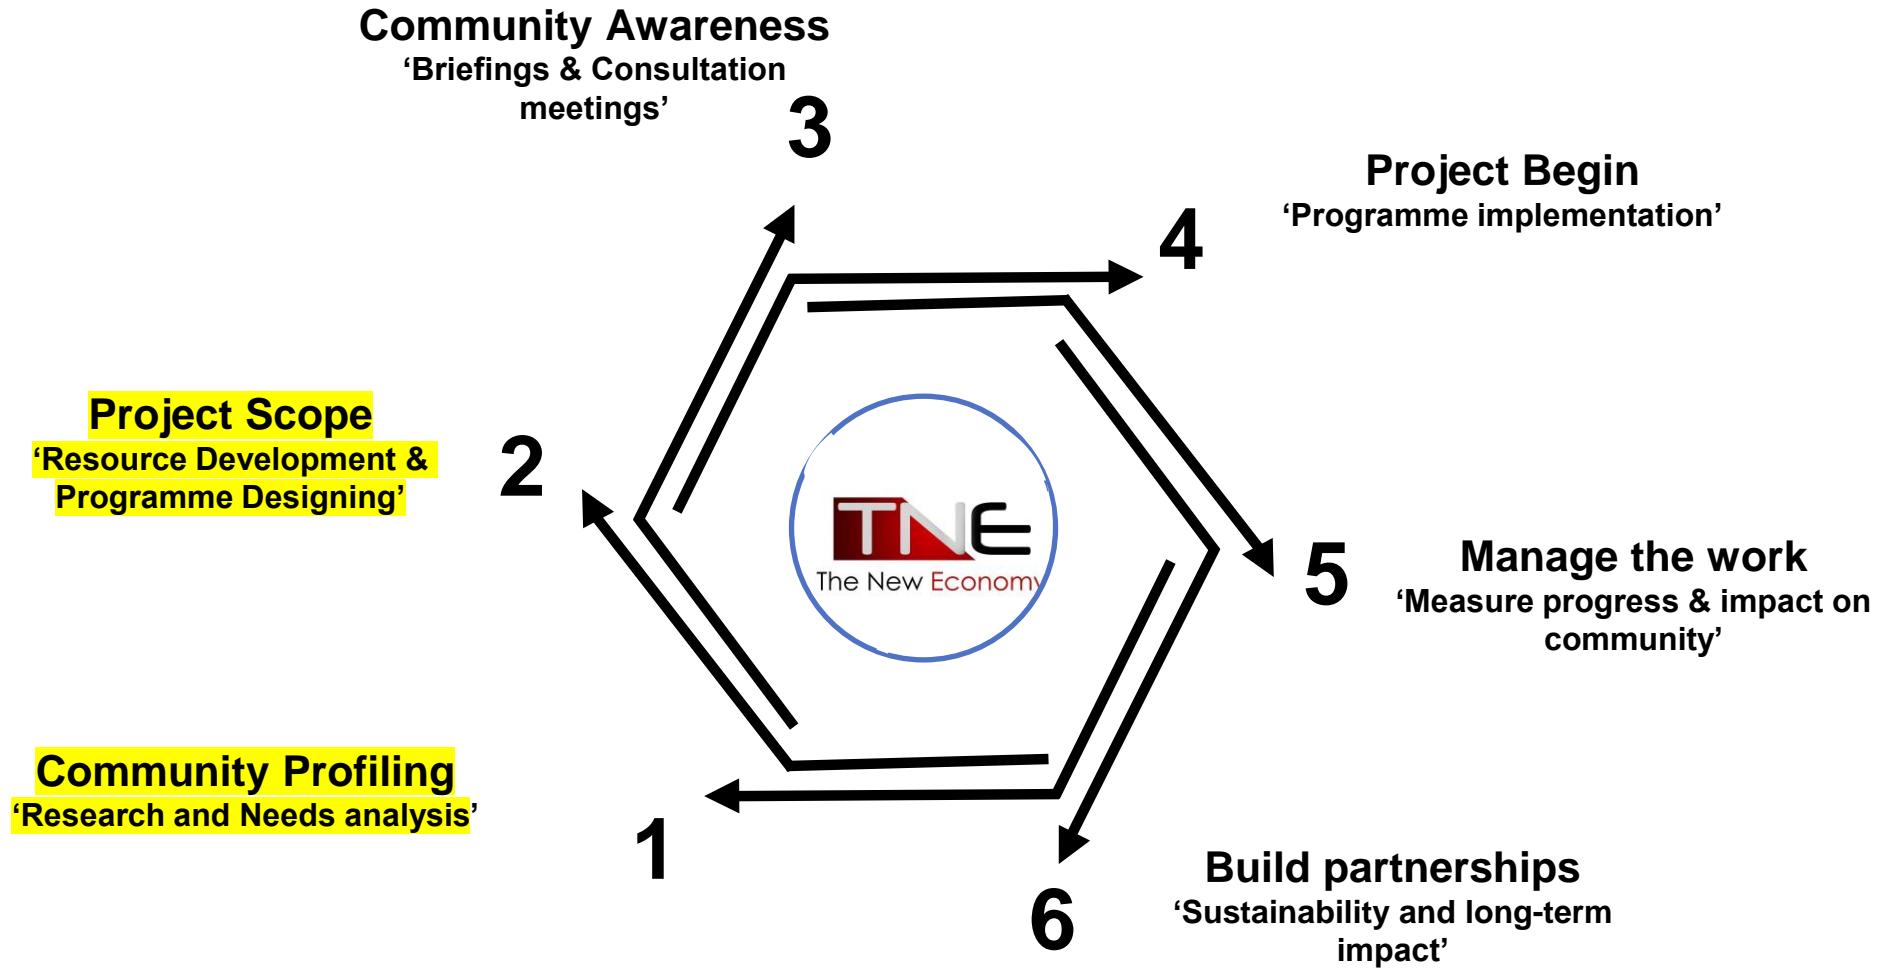 Community Awareness
‘Briefings & Consultation
meetings’
3
Project Begin
‘Programme implementation’
4
Project Scope
‘Resource Development &
Programme Designing’
2
TNE
The New Economy
5
Manage the work
‘Measure progress & impact on
community’
Community Profiling
‘Research and Needs analysis’
1
Build partnerships
‘Sustainability and long-term
impact’
6